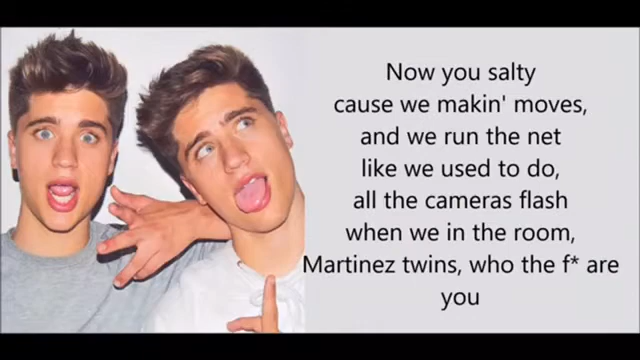 Now you salty
cause we makin' moves,
and we run the net
like we used to do,
all the cameras flash
when we in the room,
Martinez twins, who the f* are
you